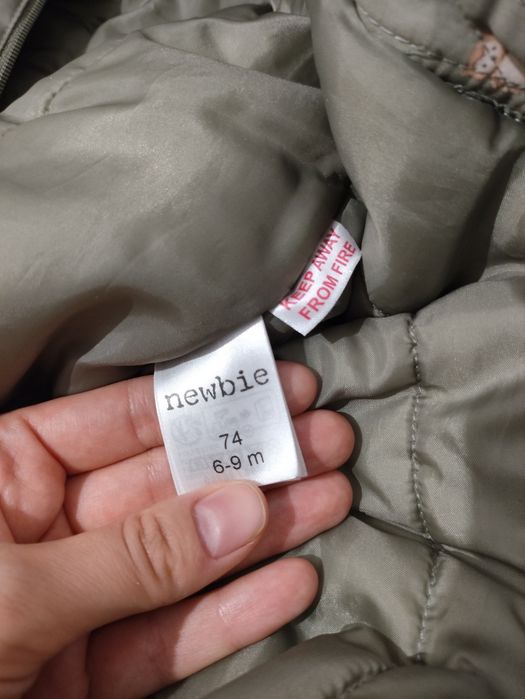 KEEP AWAY
FROM FIRE
newbie
74
6-9 m